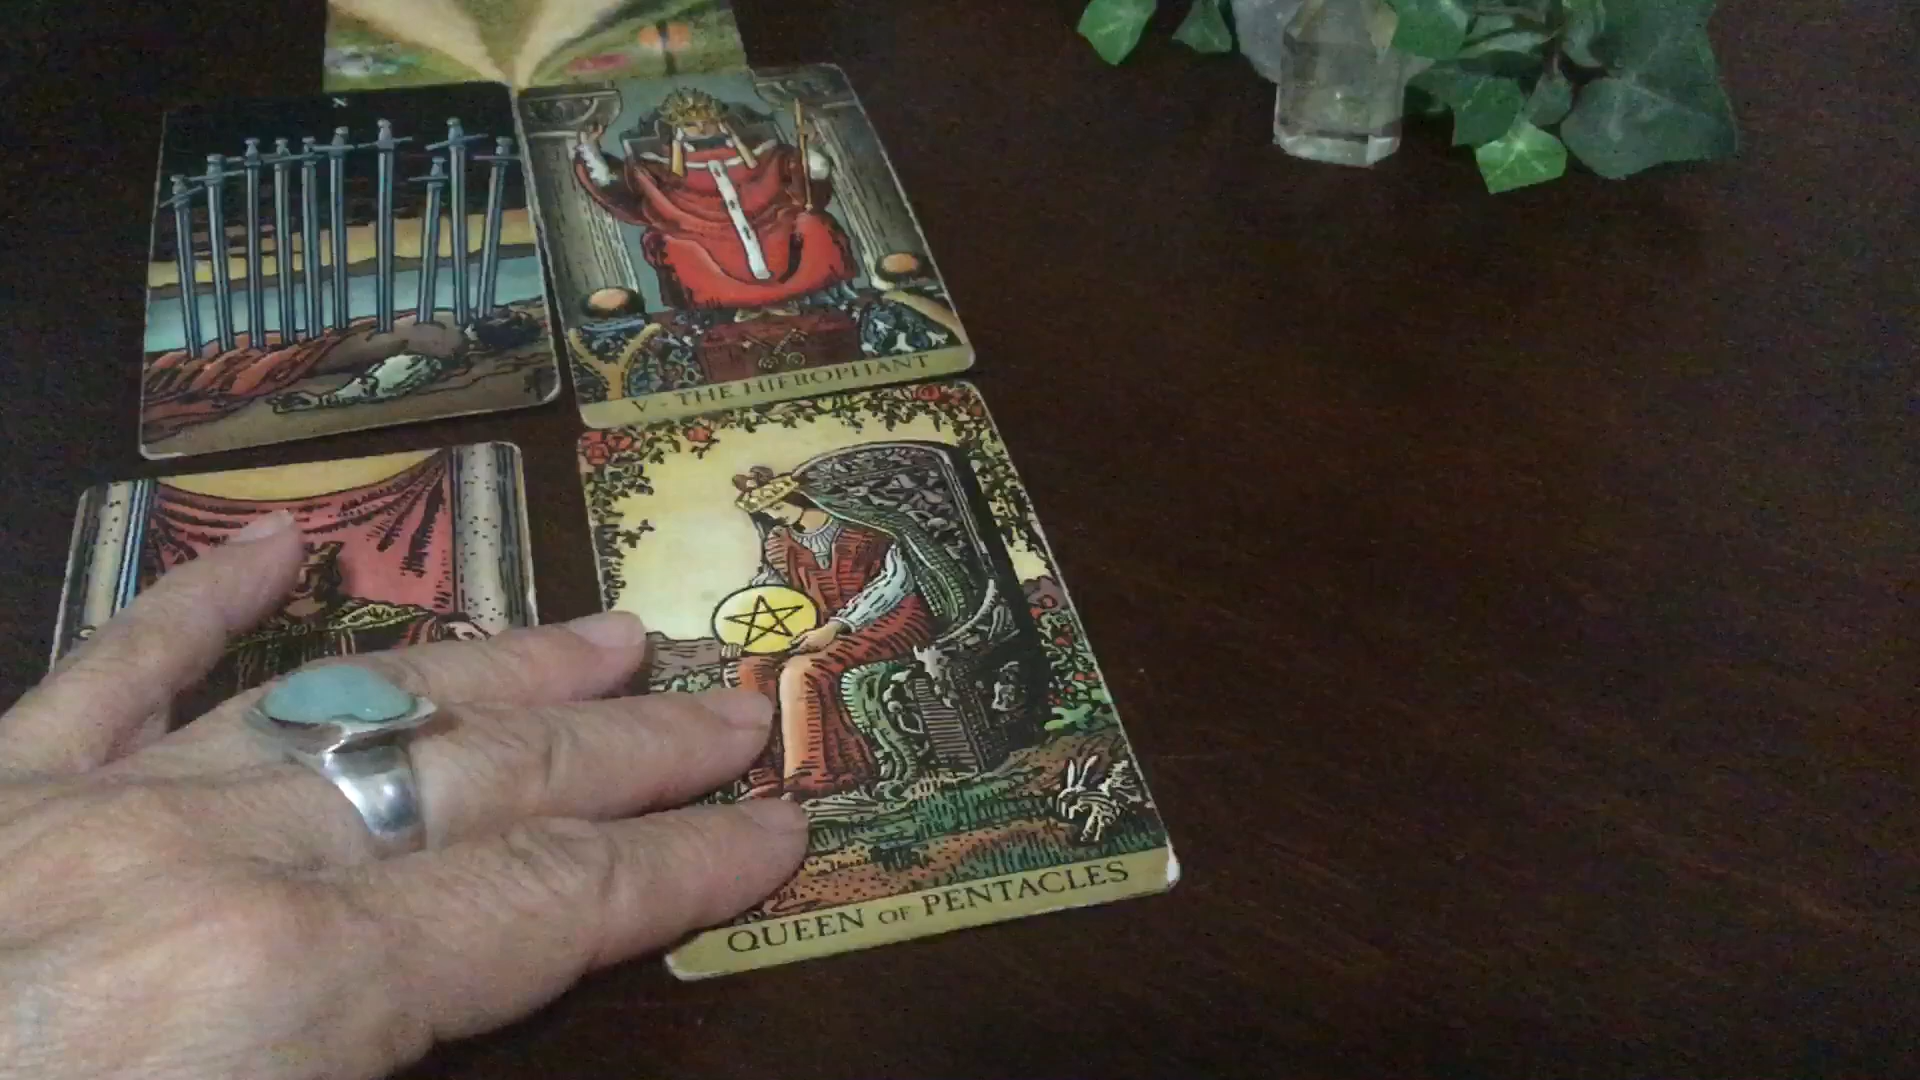 X
V - THE HIEROPHANT
QUEEN OF PENTACLES